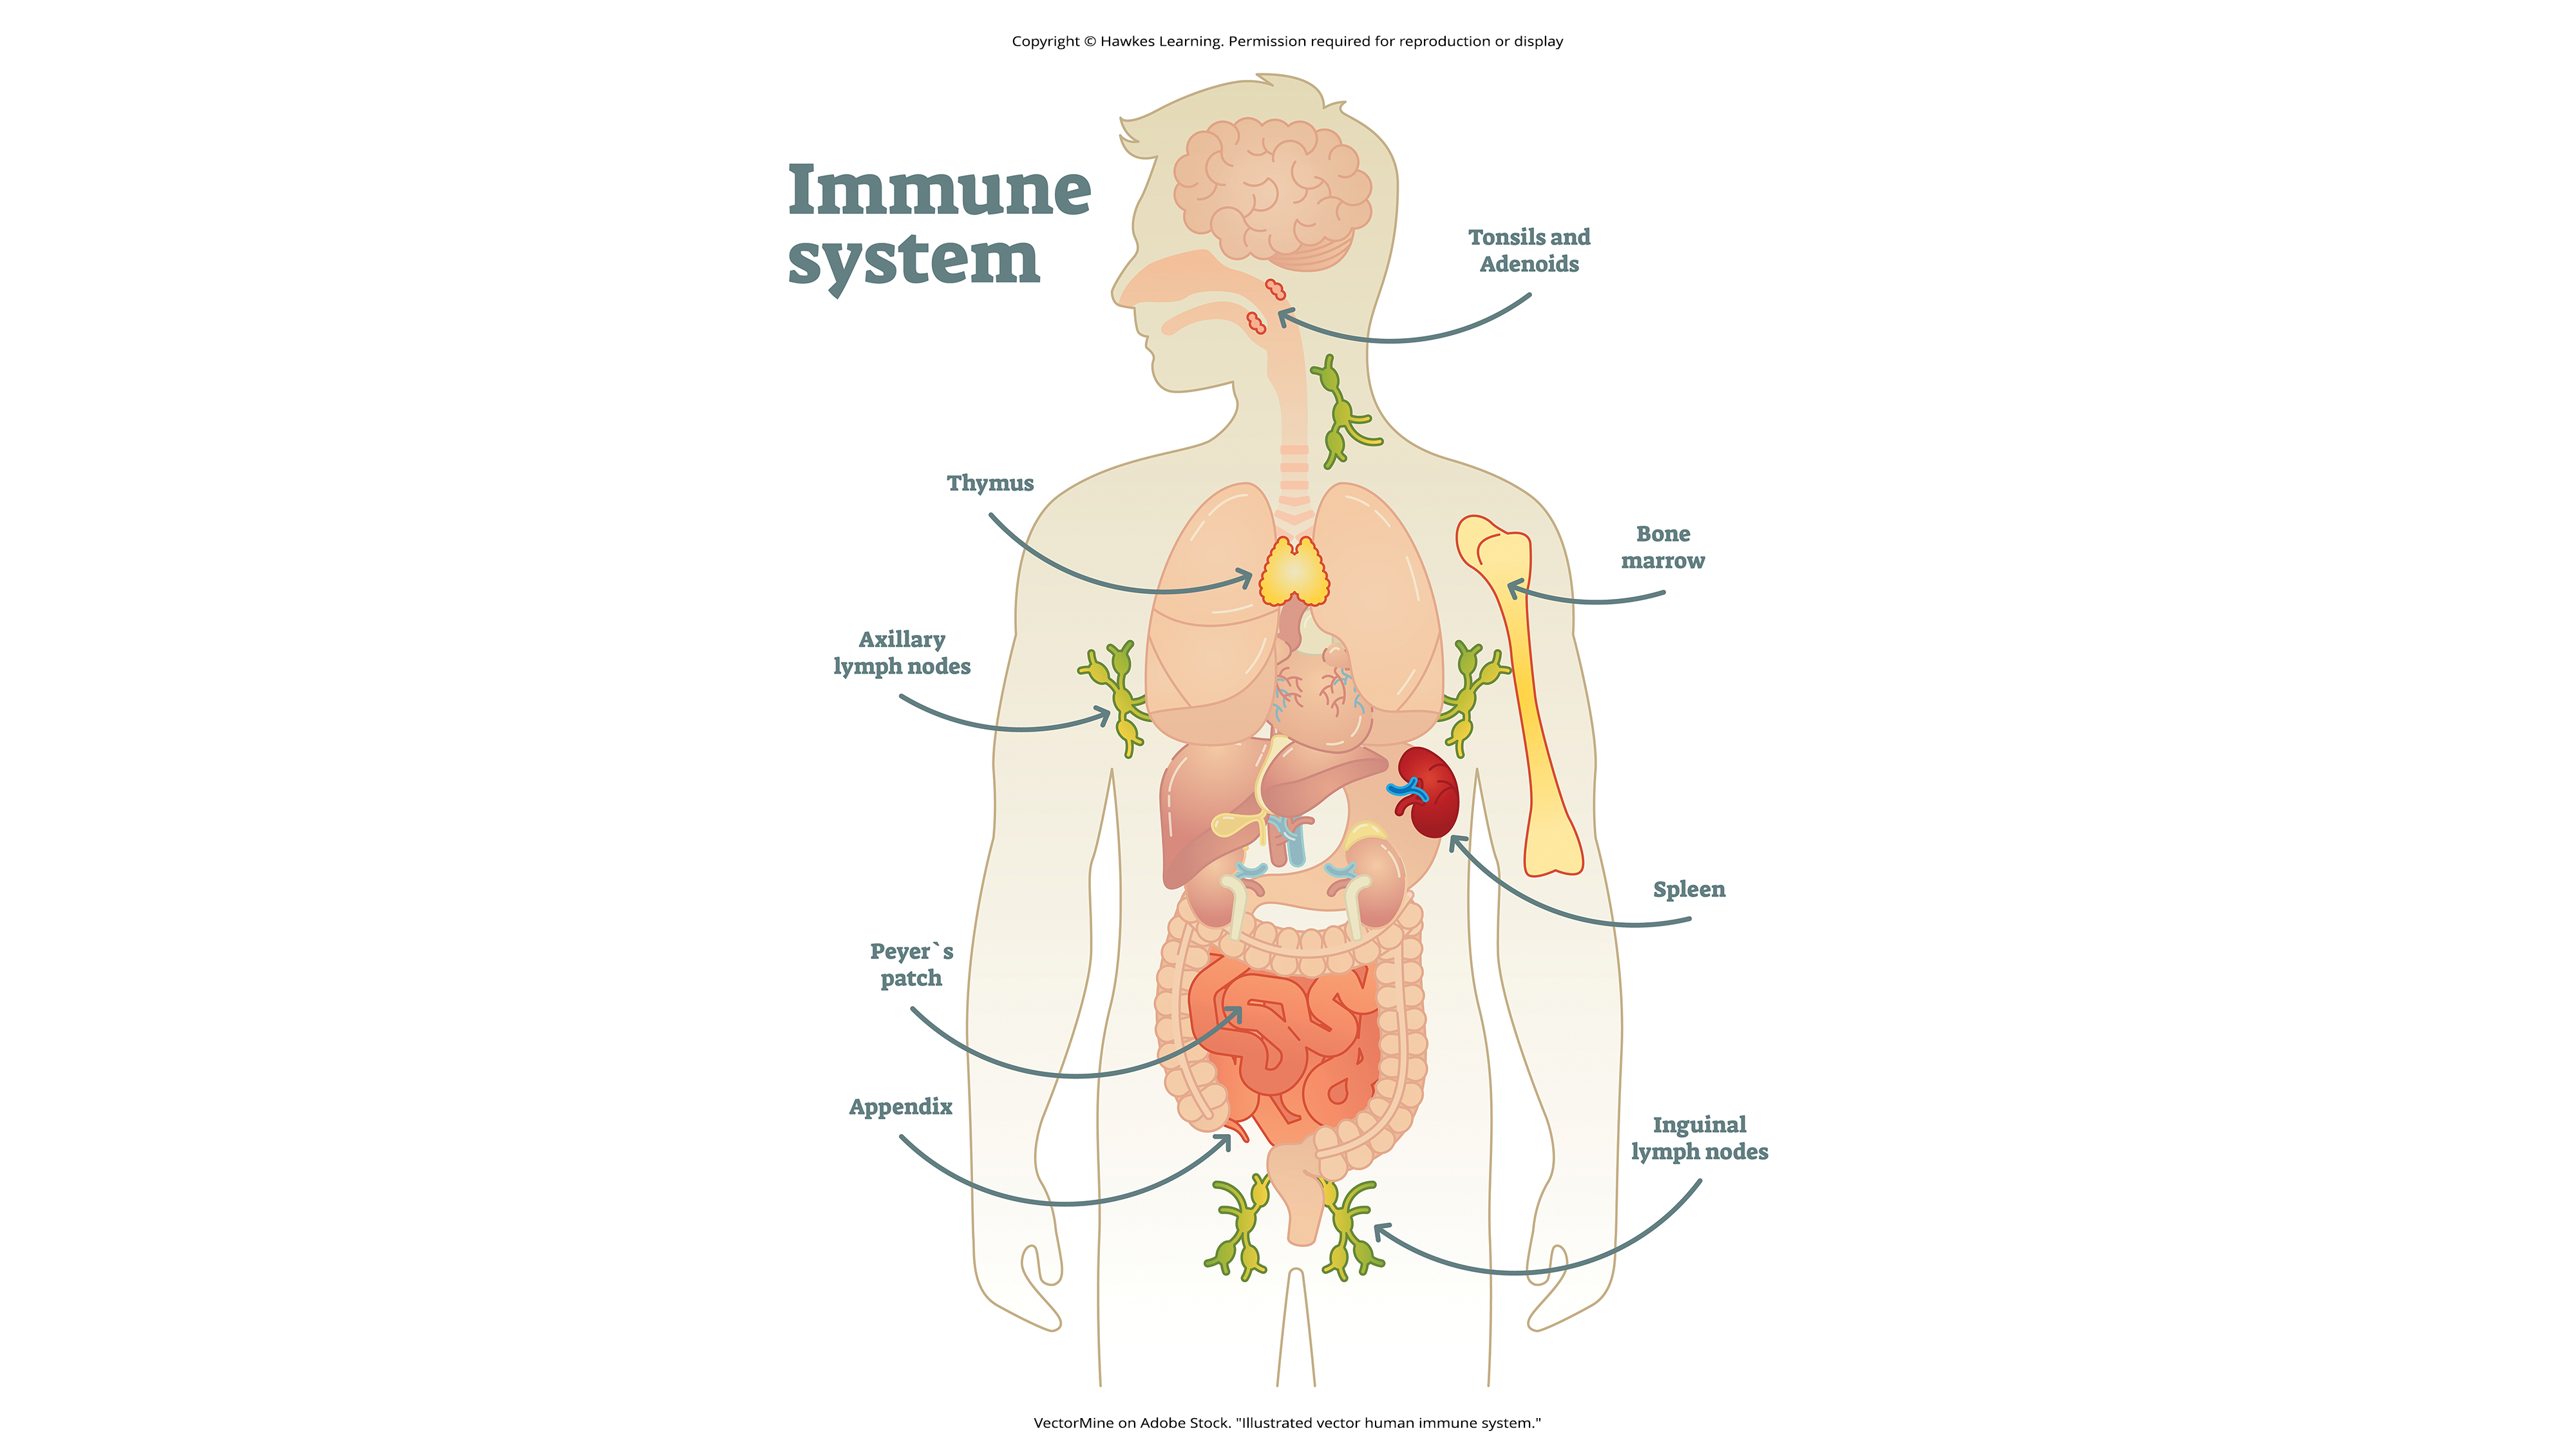 Copyright © Hawkes Learning. Permission required for reproduction or display
Immune
system
Tonsils and
Adenoids
Thymus
Bone
marrow
Axillary
lymph nodes
Spleen
Peyer`s
patch
Appendix
Inguinal
lymph nodes
VectorMine on Adobe Stock. "Illustrated vector human immune system."